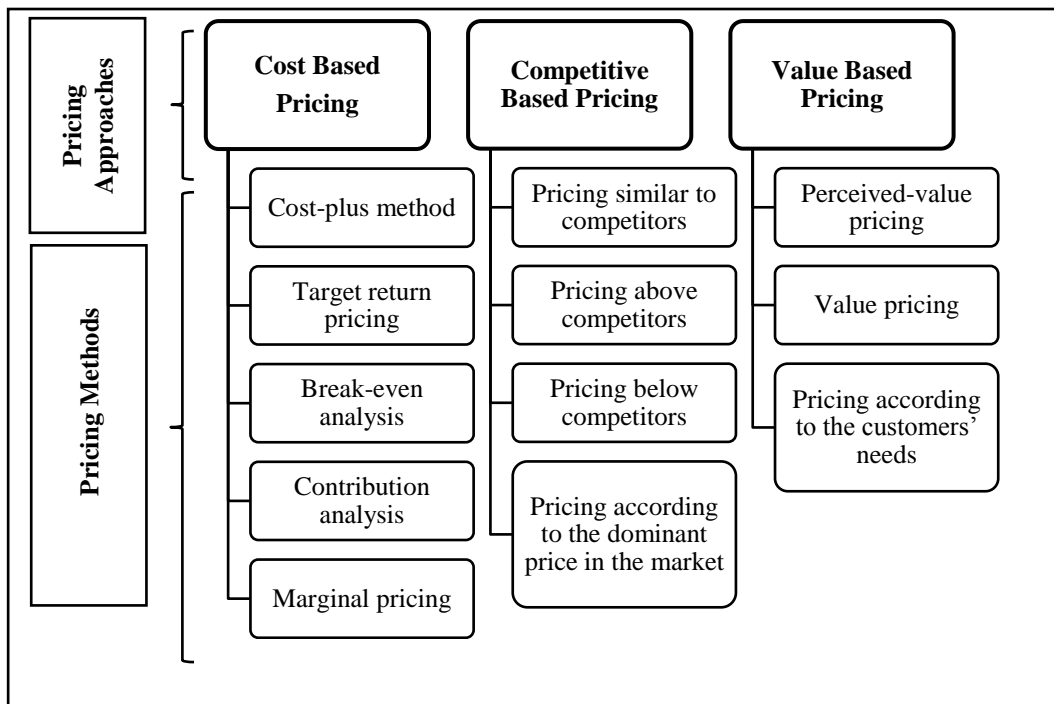 Pricing
Approaches
Pricing Methods
Cost Based
Pricing
Cost-plus method
Target return
pricing
Break-even
analysis
Contribution
analysis
Marginal pricing
Competitive
Based Pricing
Pricing similar to
competitors
Pricing above
competitors
Pricing below
competitors
Pricing according
to the dominant
price in the market
Value Based
Pricing
Perceived-value
pricing
Value pricing
Pricing according
to the customers’
needs